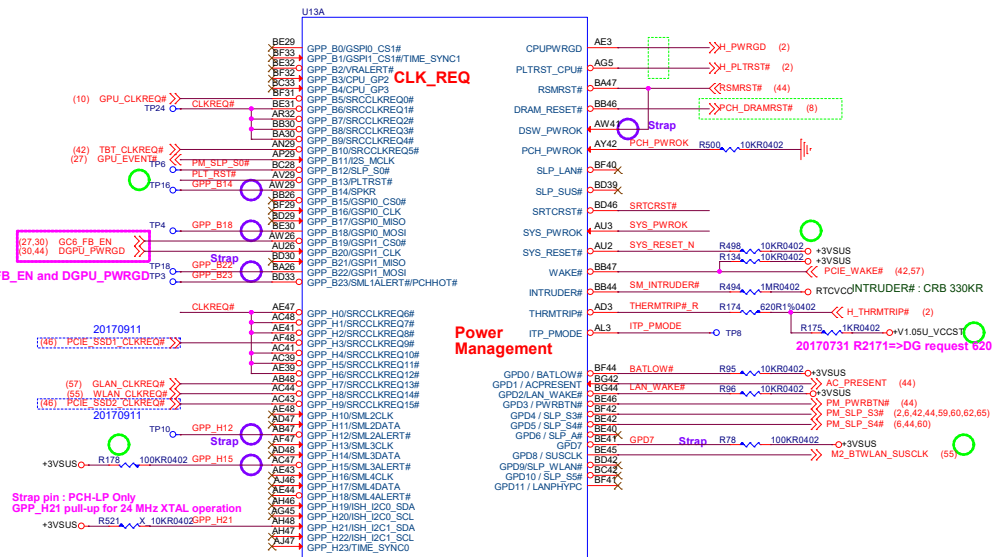 U13A
CLK_REQ
Power
Management
BE29 GPP_B0/GSPI0_CS1#
BF33 GPP_B1/GSPI1_CS1#/TIME_SYNC1
BE32 GPP_B2/VRALERT#
BF32 GPP_B3/CPU_GP2
BC33 GPP_B4/CPU_GP3
(10) GPU_CLKREQ# BF31 GPP_B5/SRCCLKREQ0#
TP24 CLKREQ# BE31 GPP_B6/SRCCLKREQ1#
AR32 GPP_B7/SRCCLKREQ2#
BB30 GPP_B8/SRCCLKREQ3#
BA30 GPP_B9/SRCCLKREQ4#
(42) TBT_CLKREQ# AN29 GPP_B10/SRCCLKREQ5#
(27) GPU_EVENT# AP29 GPP_B11/I2S_MCLK
TP6 PM_SLP_S0# BC28 GPP_B12/SLP_S0#
PLT_RST# AV29 GPP_B13/PLTRST#
TP16 GPP_B14 AW29 GPP_B14/SPKR
BB26 GPP_B15/GSPI0_CS0#
BF29 GPP_B16/GSPI0_CLK
BD29 GPP_B17/GSPI0_MISO
TP4 GPP_B18 BE30 GPP_B18/GSPI0_MOSI
(27,30) GC6_FB_EN AW26 GPP_B19/GSPI1_CS0#
(30,44) DGPU_PWRGD AU26 GPP_B20/GSPI1_CLK
Strap BD30 GPP_B21/GSPI1_MISO
FB_EN and DGPU_PWRGD
TP18 GPP_B22 BA26 GPP_B22/GSPI1_MOSI
TP3 GPP_B23 BD33 GPP_B23/SML1ALERT#/PCHHOT#
CLKREQ# AE47 GPP_H0/SRCCLKREQ6#
AC48 GPP_H1/SRCCLKREQ7#
20170911 AE41 GPP_H2/SRCCLKREQ8#
(46) PCIE_SSD1_CLKREQ# AF48 GPP_H3/SRCCLKREQ9#
AC41 GPP_H4/SRCCLKREQ10#
AC39 GPP_H5/SRCCLKREQ11#
AE39 GPP_H6/SRCCLKREQ12#
(57) GLAN_CLKREQ# AB48 GPP_H7/SRCCLKREQ13#
(55) WLAN_CLKREQ# AC44 GPP_H8/SRCCLKREQ14#
(46) PCIE_SSD2_CLKREQ# AC43 GPP_H9/SRCCLKREQ15#
20170911 AE48 GPP_H10/SML2CLK
AD47 GPP_H11/SML2DATA
TP10 GPP_H12 AB47 GPP_H12/SML2ALERT#
Strap AF47 GPP_H13/SML3CLK
AD48 GPP_H14/SML3DATA
+3VSUS R178 100KR0402 GPP_H15 AC47 GPP_H15/SML3ALERT#
AE43 GPP_H16/SML4CLK
AJ46 GPP_H17/SML4DATA
AE44 GPP_H18/SML4ALERT#
Strap pin : PCH-LP Only
AH46 GPP_H19/ISH_I2C0_SDA
GPP_H21 pull-up for 24 MHz XTAL operation
AG45 GPP_H20/ISH_I2C0_SCL
+3VSUS R521 X_10KR0402 GPP_H21 AH48 GPP_H21/ISH_I2C1_SDA
AH47 GPP_H22/ISH_I2C1_SCL
AJ47 GPP_H23/TIME_SYNC0
CPUPWRGD AE3 H_PWRGD (2)
PLTRST_CPU# AG5 H_PLTRST# (2)
RSMRST# BA47 RSMRST# (44)
DRAM_RESET# BB46 PCH_DRAMRST# (8)
DSW_PWROK AW41 Strap
PCH_PWROK AY42 PCH_PWROK R500 10KR0402
SLP_LAN# BF40
SLP_SUS# BD39
SRTCRST# BD46 SRTCRST#
SYS_PWROK AU3 SYS_PWROK
SYS_RESET# AU2 SYS_RESET_N R498 10KR0402 +3VSUS
R134 10KR0402 +3VSUS
WAKE# BB47 PCIE_WAKE# (42,57)
INTRUDER# BB44 SM_INTRUDER# R494 1MR0402 RTCVCC INTRUDER# : CRB 330KR
THRMTRIP# AD3 THERMTRIP#_R R174 620R1%0402 H_THRMTRIP# (2)
ITP_PMODE AL3 ITP_PMODE TP8 R175 1KR0402 +V1.05U_VCCST
20170731 R2171=>DG request 620
GPD0 / BATLOW# BF44 BATLOW# R95 10KR0402 +3VSUS
GPD1 / ACPRESENT BG42 AC_PRESENT (44)
GPD2/LAN_WAKE# BG44 LAN_WAKE# R96 10KR0402 +3VSUS
GPD3 / PWRBTN# BE46 PM_PWRBTN# (44)
GPD4 / SLP_S3# BF42 PM_SLP_S3# (2,6,42,44,59,60,62,65)
GPD5 / SLP_S4# BE42 PM_SLP_S4# (6,44,60)
GPD6 / SLP_A# BE40
GPD7 BE41 GPD7 Strap R78 100KR0402 +3VSUS
GPD8 / SUSCLK BE45 M2_BTWLAN_SUSCLK (55)
GPD9/SLP_WLAN# BD42
GPD10 / SLP_S5# BC42
GPD11 / LANPHYPC BF41